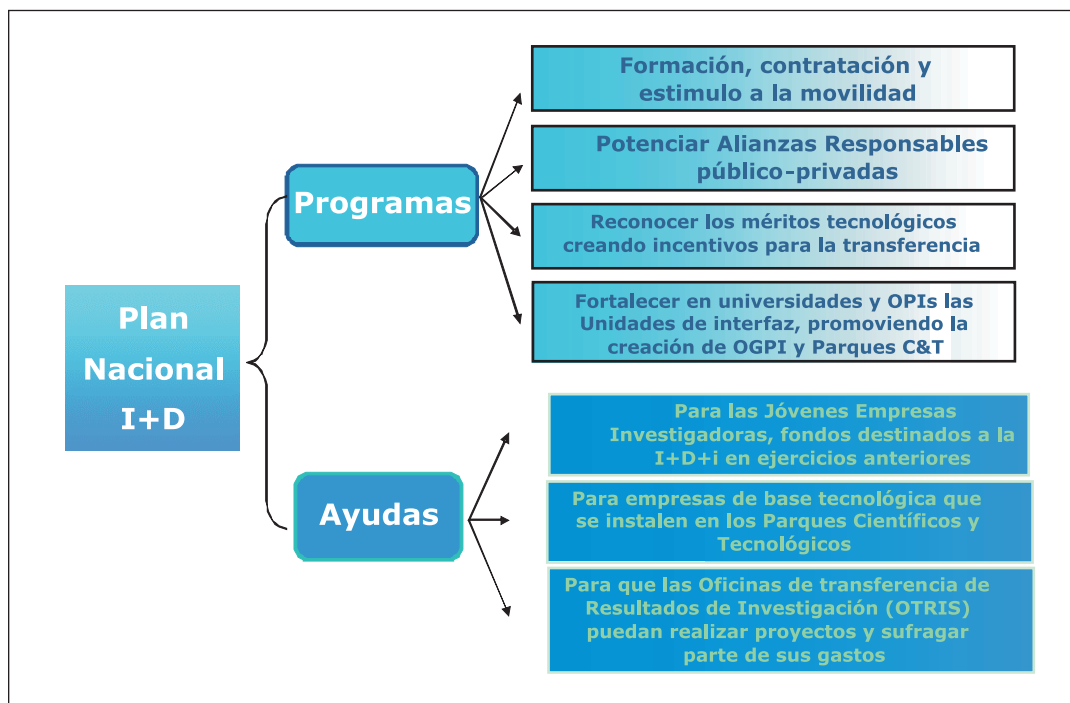 Plan
Nacional
I+D
Programas
Formación, contratación y
estimulo a la movilidad
Potenciar Alianzas Responsables
público-privadas
Reconocer los méritos tecnológicos
creando incentivos para la transferencia
Fortalecer en universidades y OPIs las
Unidades de interfaz, promoviendo la
creación de OGPI y Parques C&T
Ayudas
Para las Jóvenes Empresas
Investigadoras, fondos destinados a la
I+D+i en ejercicios anteriores
Para empresas de base tecnológica que
se instalen en los Parques Científicos y
Tecnológicos
Para que las Oficinas de transferencia de
Resultados de Investigación (OTRIS)
puedan realizar proyectos y sufragar
parte de sus gastos